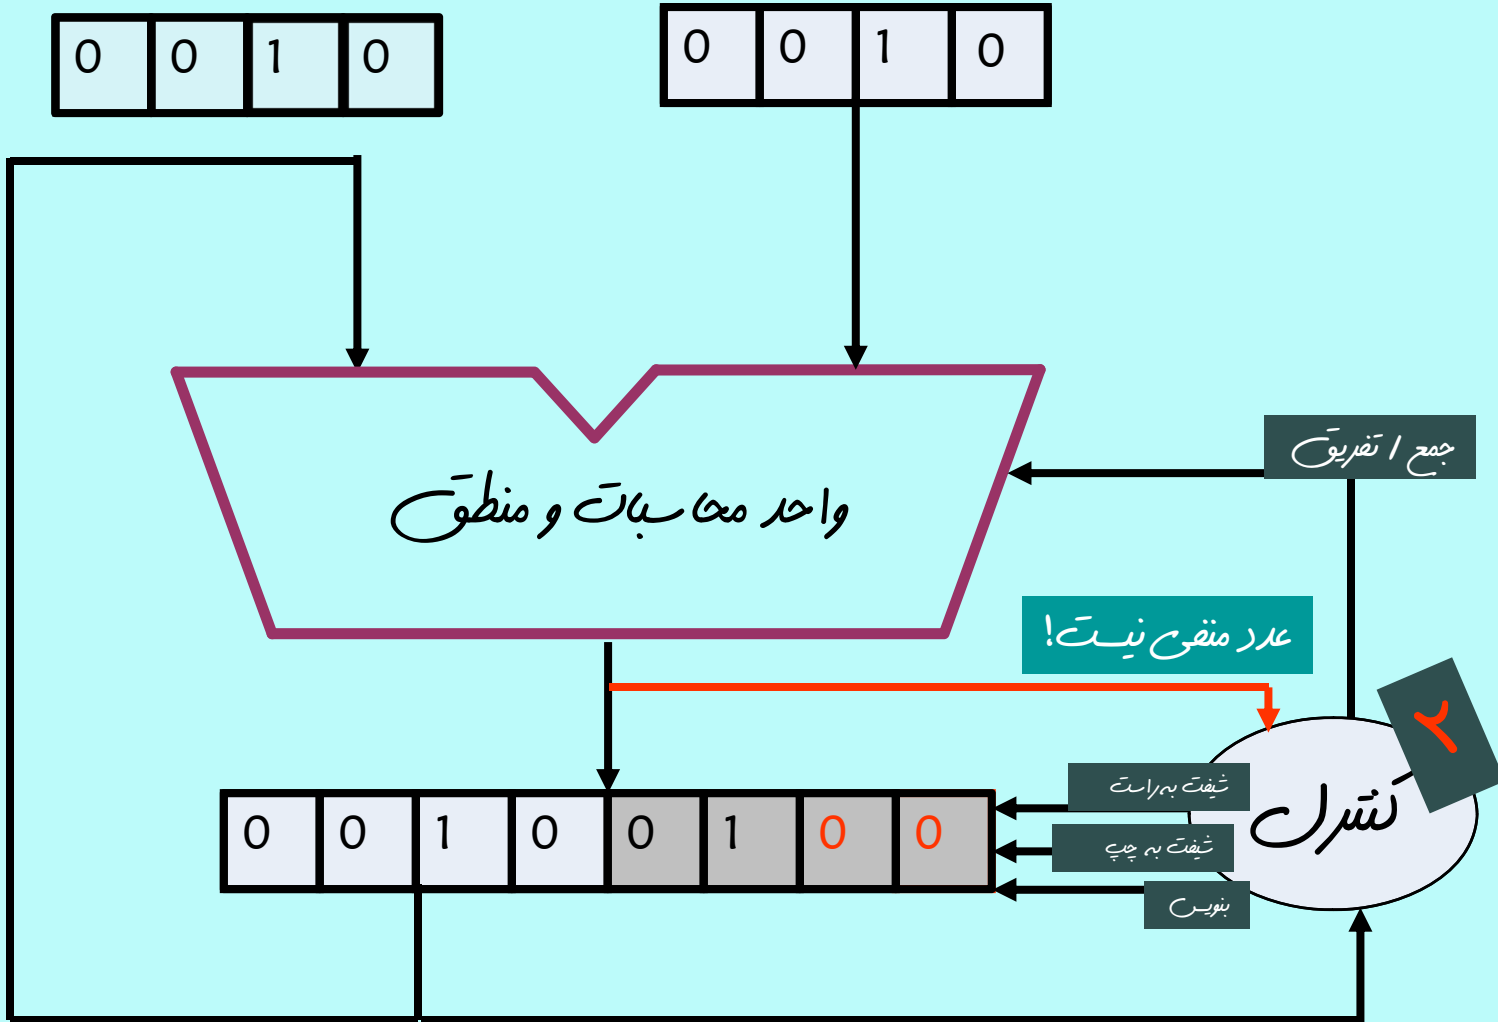 0 0 1 0
0 0 1 0
جمع / تفریق
واحد محاسبات و منطق
عدد منفی نیست!
۲
کنترل
شیفت به راست
شیفت به چپ
بنویس
0 0 1 0 0 1 0 0